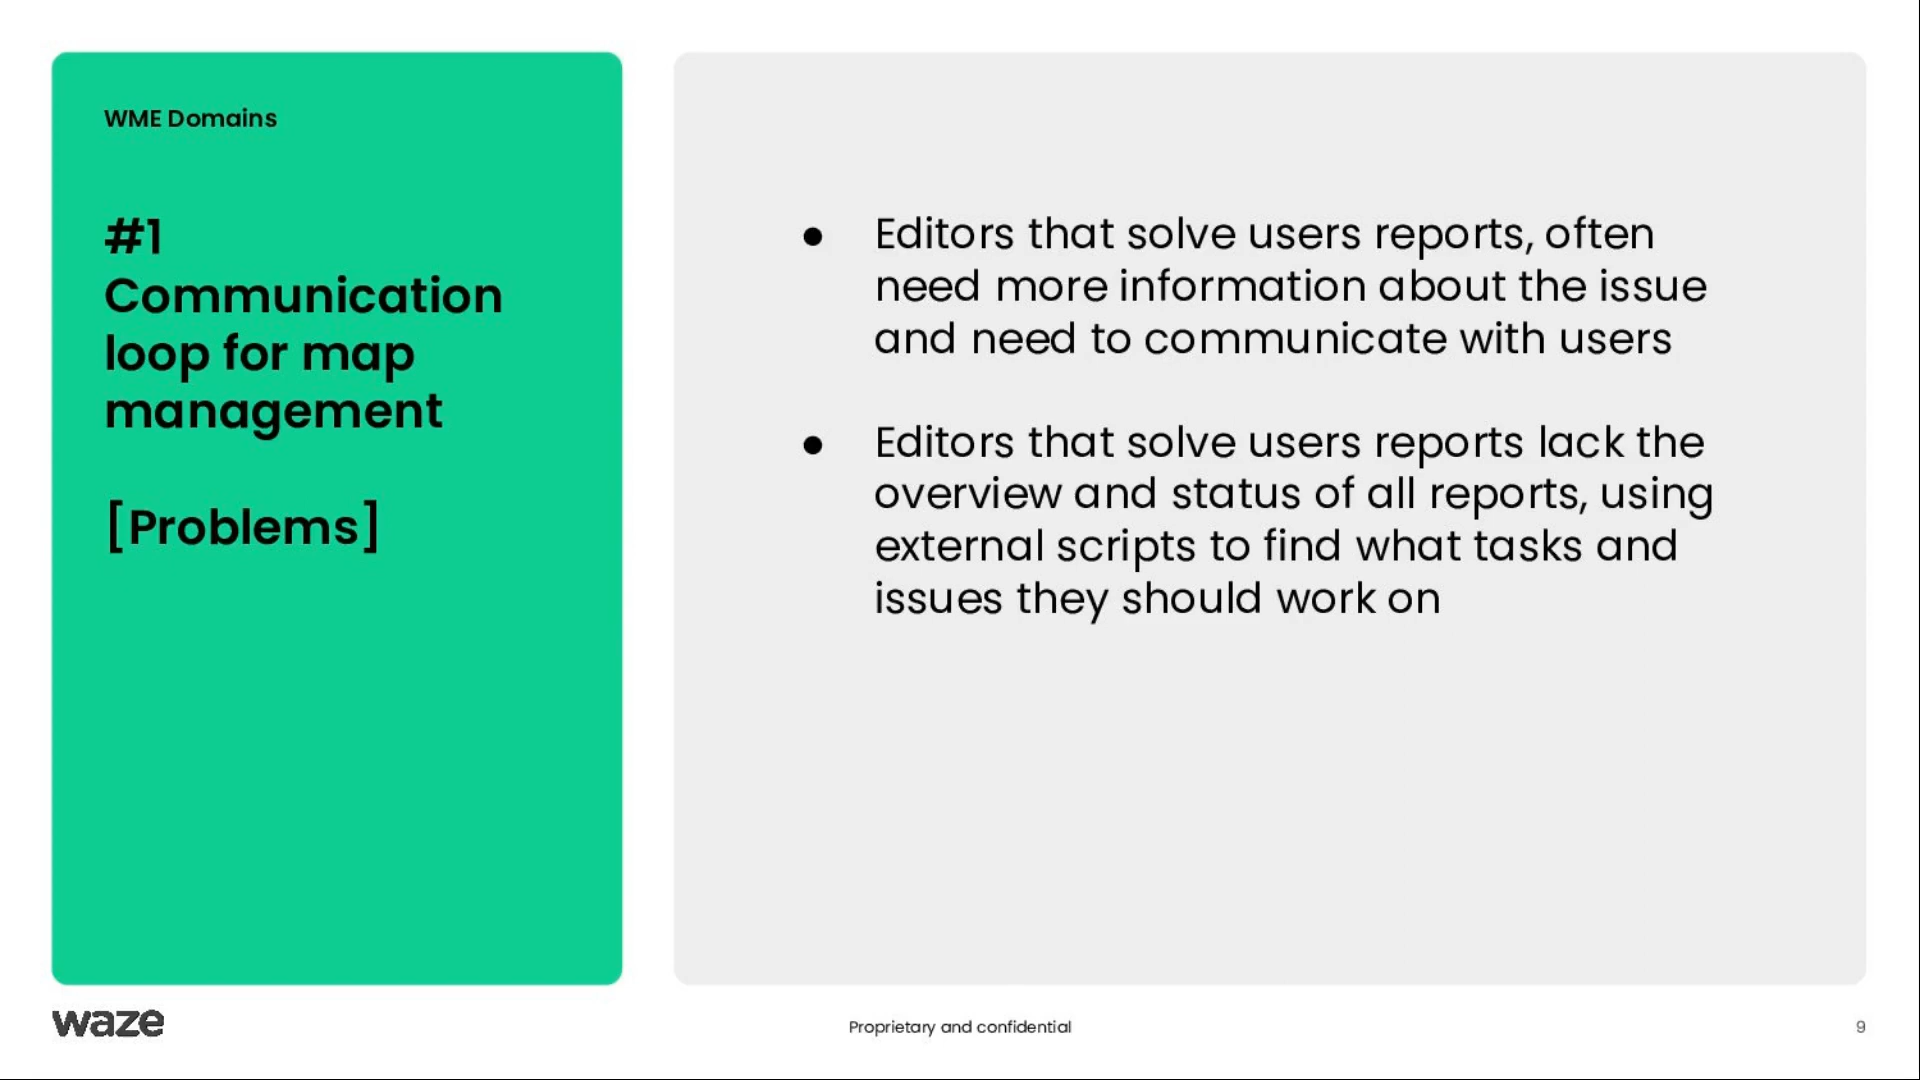 WME Domains
#1
Communication
loop for map
management
[Problems]
● Editors that solve users reports, often
need more information about the issue
and need to communicate with users
● Editors that solve users reports lack the
overview and status of all reports, using
external scripts to find what tasks and
issues they should work on
waze
Proprietary and confidential
9